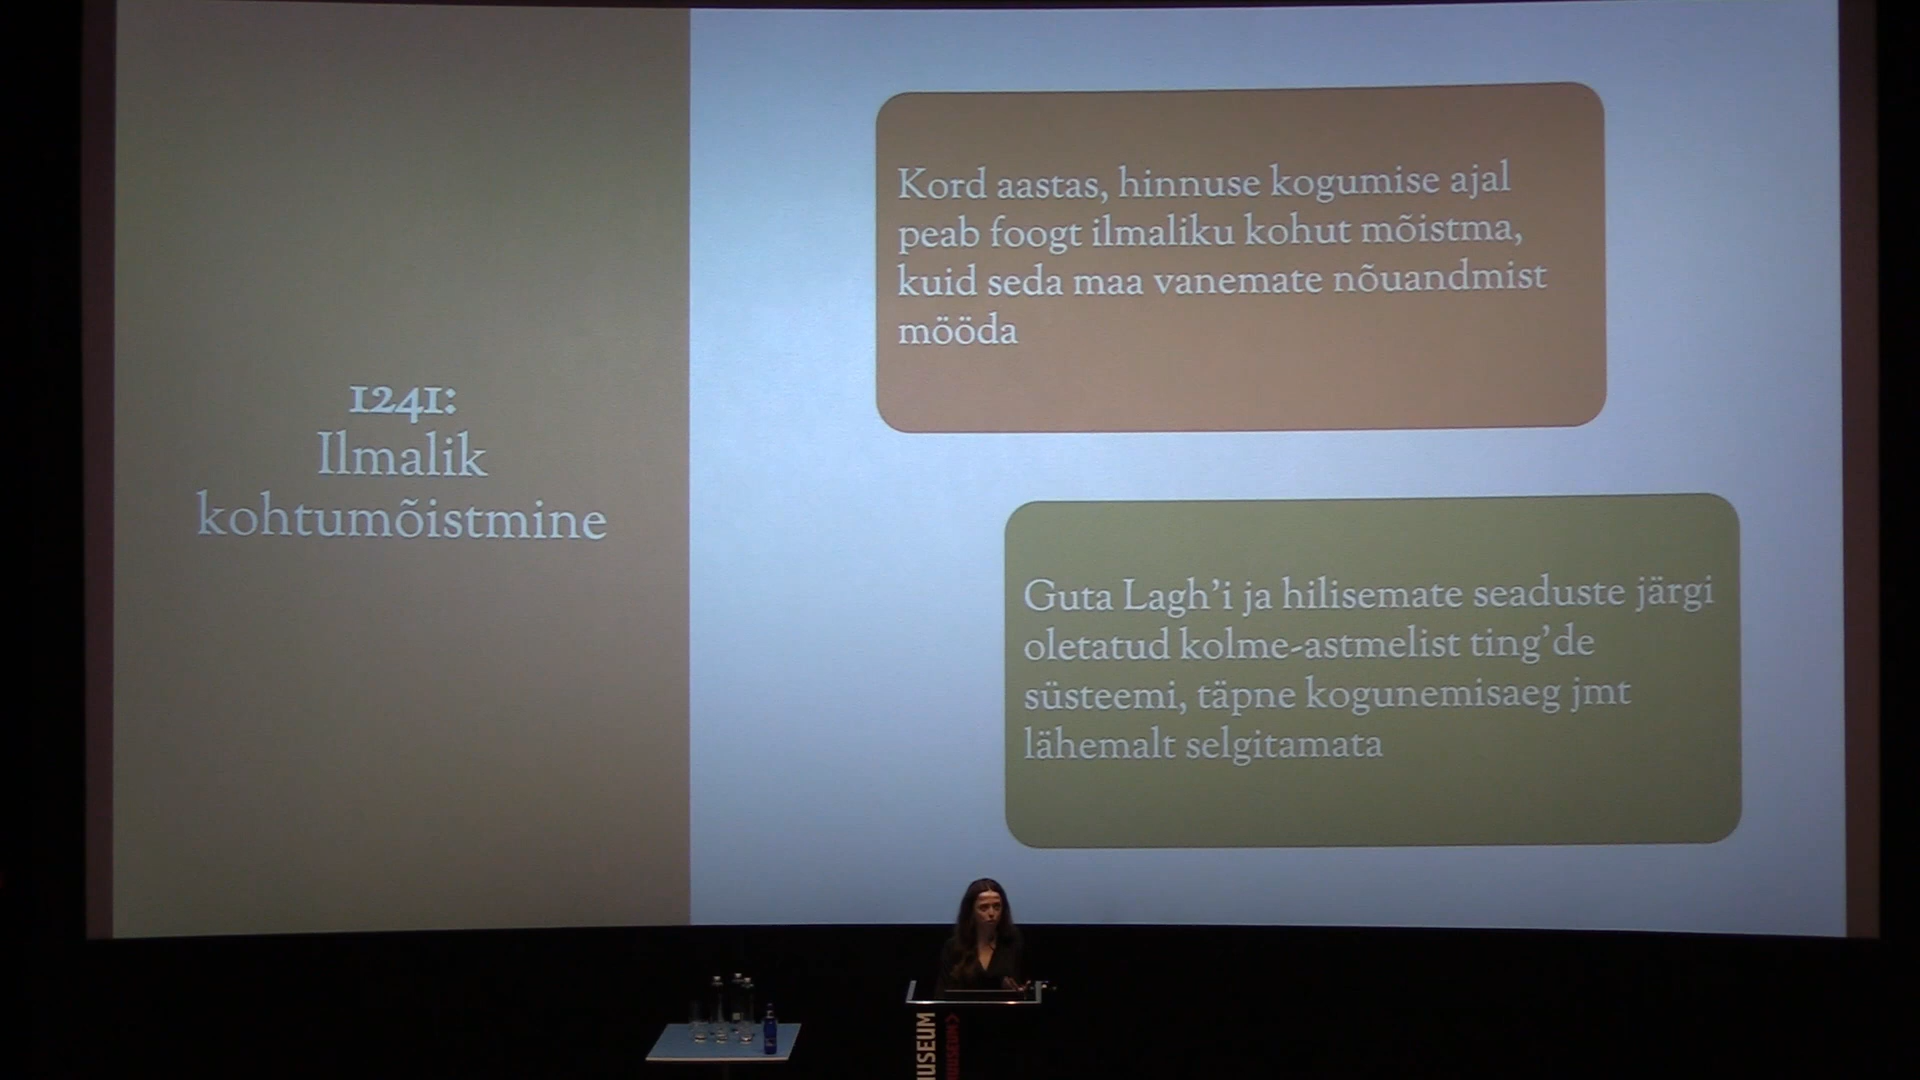 1241:
Ilmalik
kohtumõistmine
Kord aastas, hinnuse kogumise ajal
peab foogt ilmaliku kohut mõistma,
kuid seda maa vanemate nõuandmist
mööda
Guta Lagh’i ja hilisemate seaduste järgi
oletatud kolme-astmelist ting’de
süsteemi, täpne kogunemisaeg jmt
lähemalt selgitamata